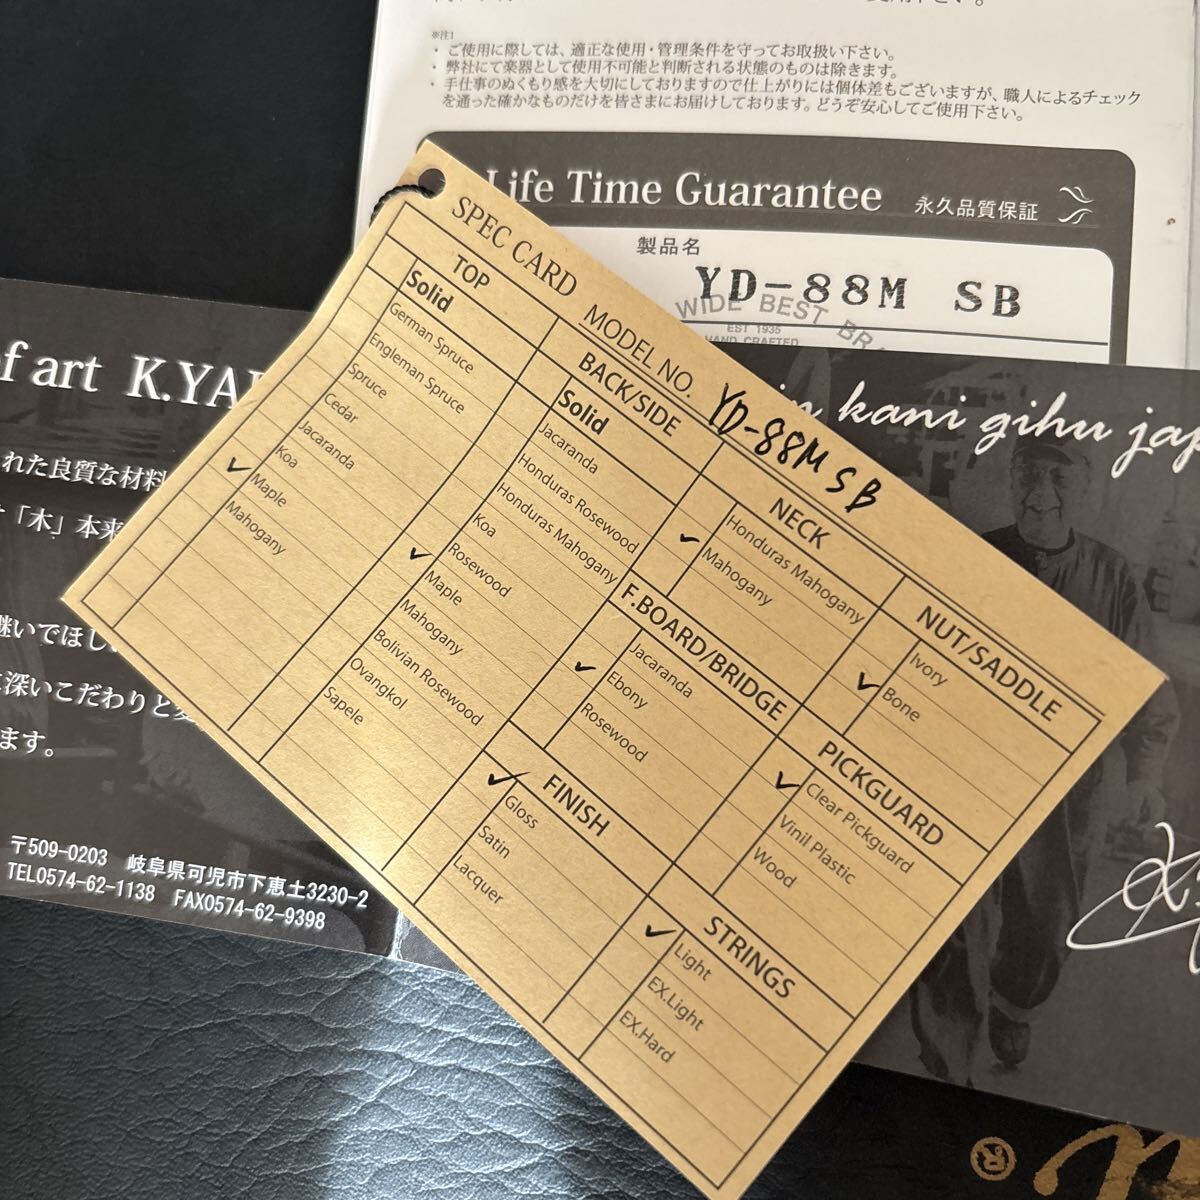 ※注1
・ご使用に際しては、適正な使用・管理条件を守ってお取扱い下さい。
・弊社にて楽器として使用不可能と判断される状態のものは除きます。
・手仕事のぬくもり感を大切にしておりますので仕上がりには個体差もございますが、職人によるチェック
を通った確かなものだけを皆さまにお届けしております。どうぞ安心してご使用下さい。
Life Time Guarantee 永久品質保証
製品名
YD-88M SB
WIDE BEST
EST 1935
HAND CRAFTED
SPEC CARD MODEL NO. YD-88M SB
TOP
Solid
German Spruce
Engleman Spruce
Spruce
Cedar
Jacaranda
Koa
✓ Maple
Mahogany
BACK/SIDE
Solid
Jacaranda
Honduras Rosewood
Honduras Mahogany
Koa
Rosewood
✓ Maple
Mahogany
Bolivian Rosewood
Ovangkol
Sapele
NECK
Honduras Mahogany
✓ Mahogany
F.BOARD/BRIDGE
Jacaranda
✓ Ebony
Rosewood
FINISH
✓ Gloss
Satin
Lacquer
NUT/SADDLE
Ivory
✓ Bone
PICKGUARD
✓ Clear Pickguard
Vinil Plastic
Wood
STRINGS
✓ Light
EX.Light
EX.Hard
of art K.YAI
れた良質な材料
「木」本来
継いでほし
深いこだわりと
ます。
〒509-0203 岐阜県可児市下恵土3230-2
TEL0574-62-1138 FAX0574-62-9398
in kani gihu jap
®